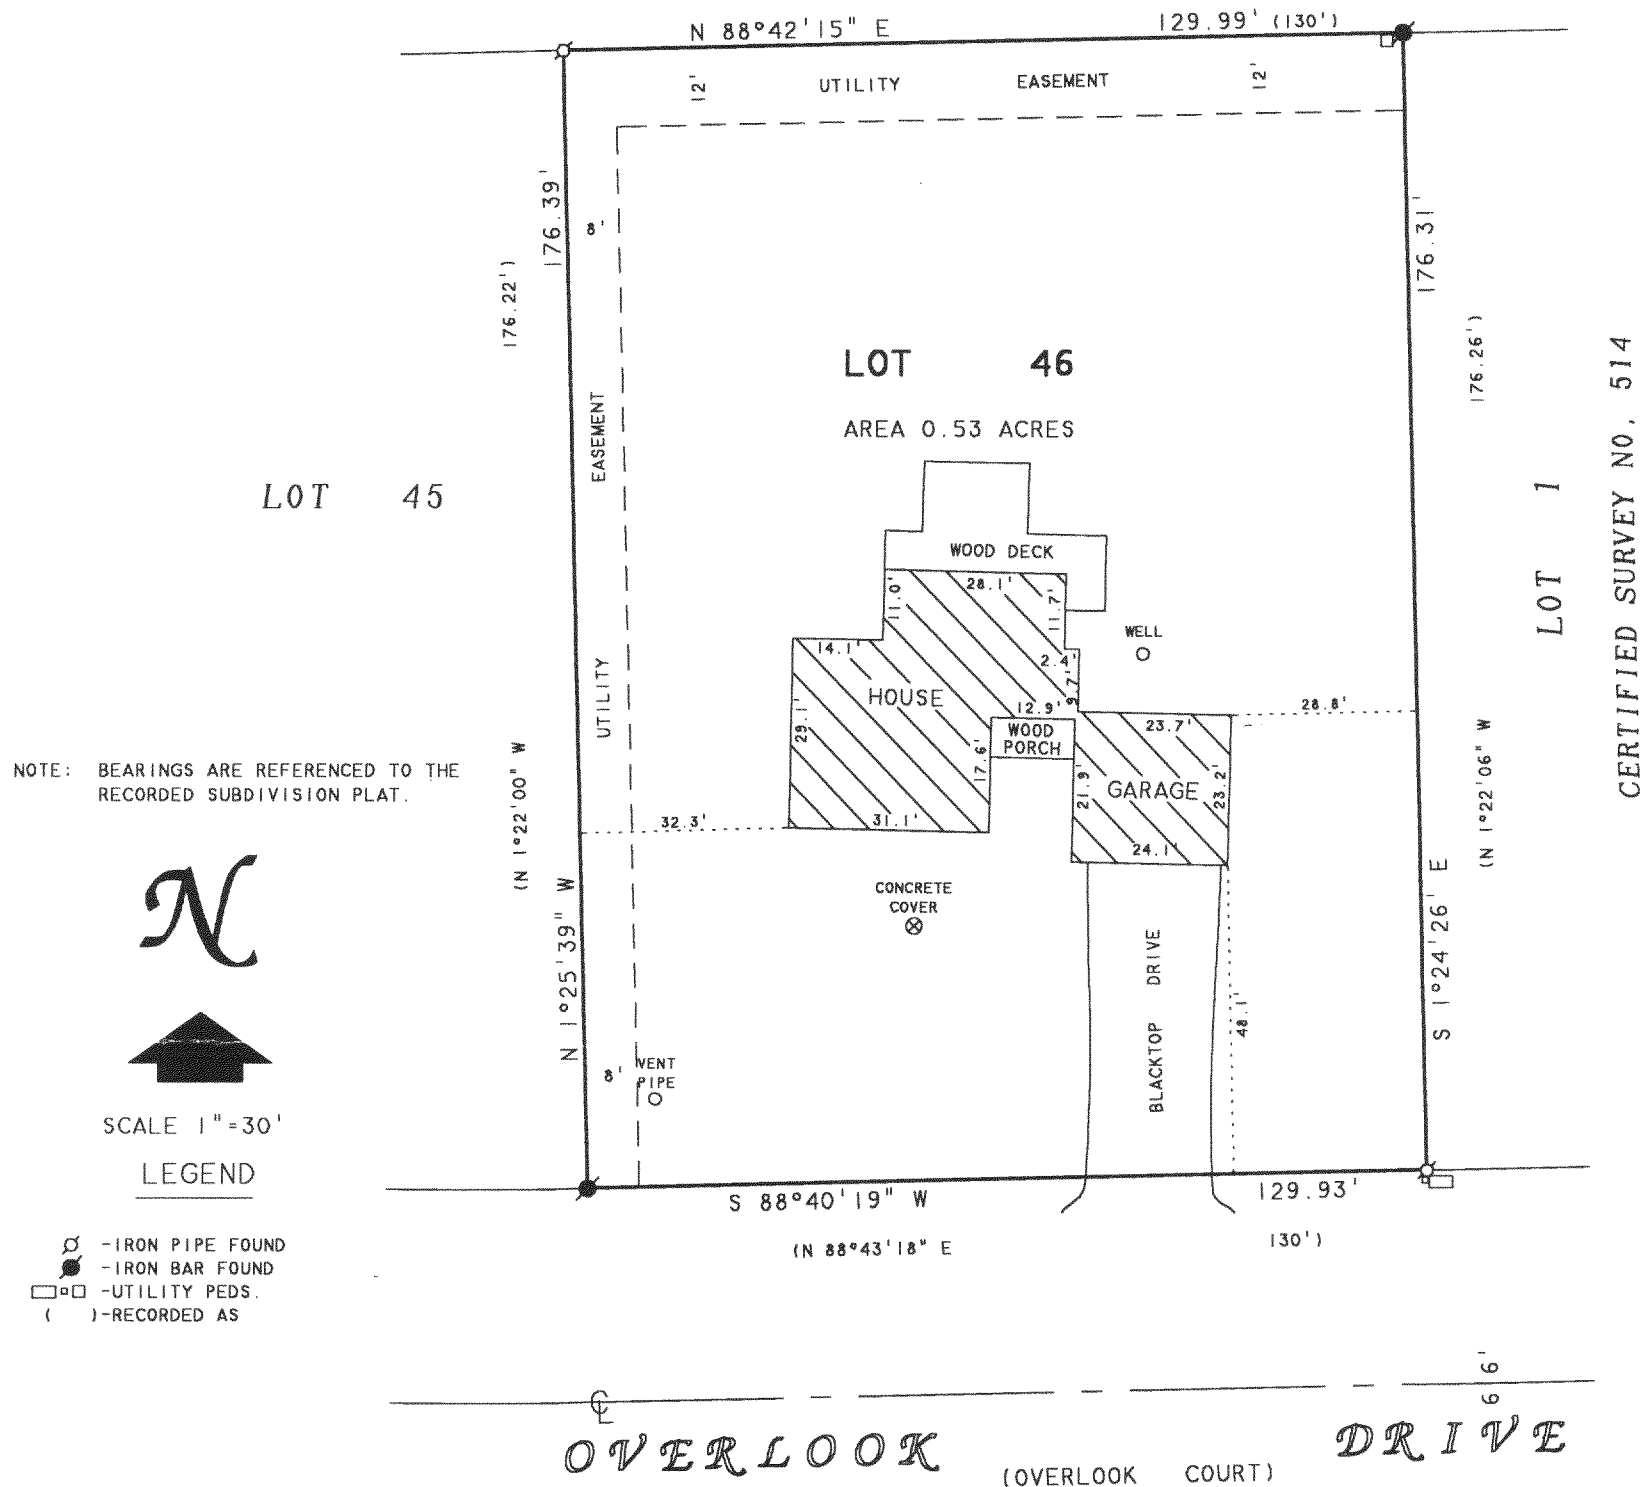 N 88°42'15" E 129.99' (130')
12' UTILITY EASEMENT 12'
176.39'
(176.22')
8'
EASEMENT
UTILITY
8'
176.31'
(176.26')
LOT 46
AREA 0.53 ACRES
LOT 45
LOT 1
CERTIFIED SURVEY NO. 514
WOOD DECK
28.1'
11.0'
11.7'
14.1'
2.4'
9.7'
WELL
HOUSE
29.1'
12.9'
WOOD
PORCH
17.6'
31.1'
32.3'
23.7'
28.8'
21.9'
GARAGE
23.2'
24.1'
NOTE: BEARINGS ARE REFERENCED TO THE
RECORDED SUBDIVISION PLAT.
(N 1°22'00" W
N 1°25'39" W
(N 1°22'06" W
S 1°24'26' E
CONCRETE
COVER
BLACKTOP DRIVE
48.1'
VENT
PIPE
N
SCALE 1"=30'
LEGEND
-IRON PIPE FOUND
-IRON BAR FOUND
-UTILITY PEDS.
( )-RECORDED AS
S 88°40'19" W 129.93'
(N 88°43'18" E 130')
66'
℄
OVERLOOK DRIVE
(OVERLOOK COURT)